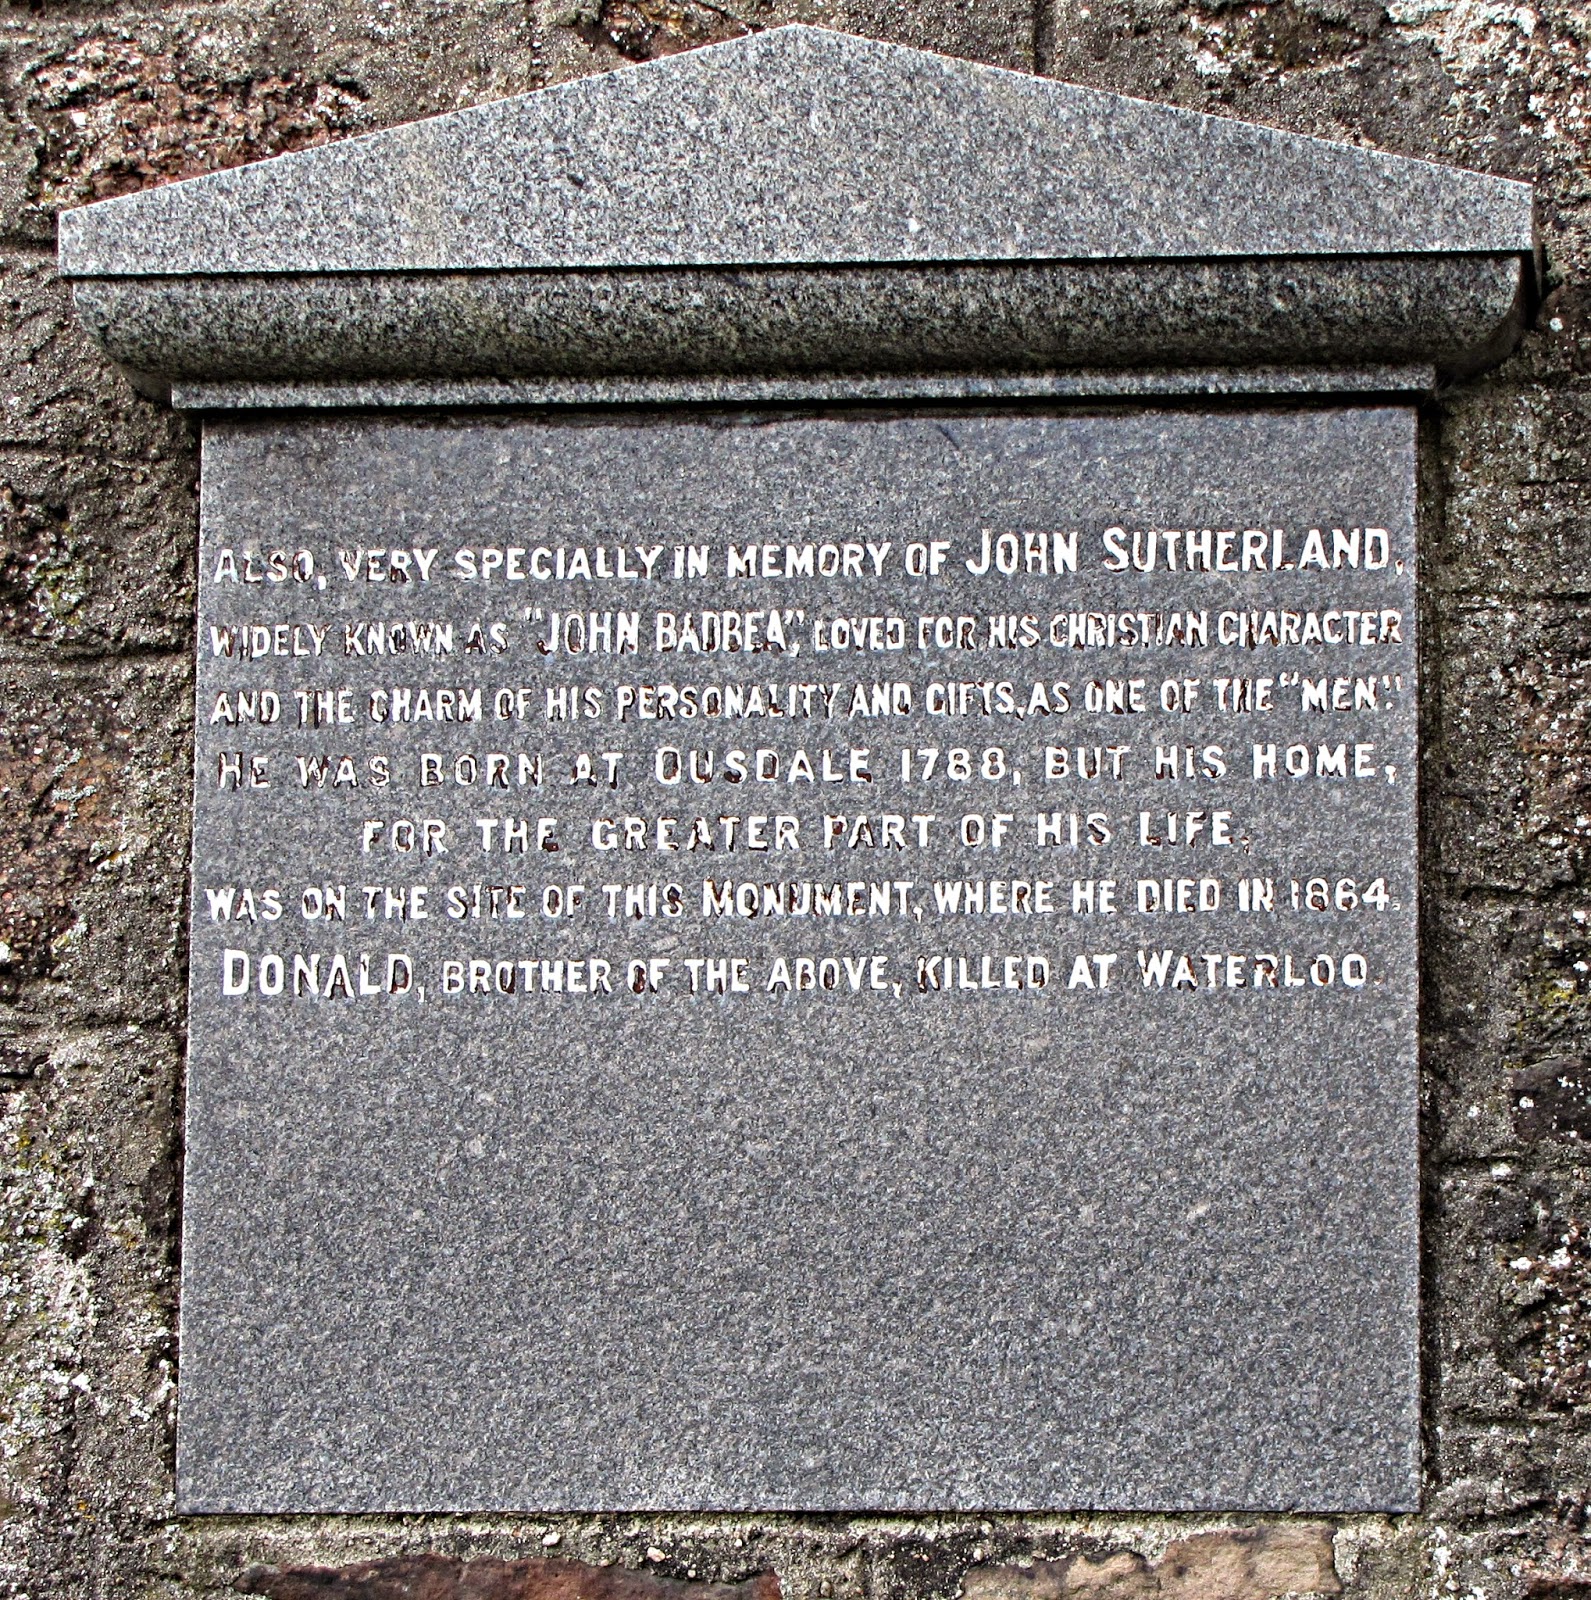 ALSO, VERY SPECIALLY IN MEMORY OF JOHN SUTHERLAND,
WIDELY KNOWN AS "JOHN BADBEA", LOVED FOR HIS CHRISTIAN CHARACTER
AND THE CHARM OF HIS PERSONALITY AND GIFTS, AS ONE OF THE "MEN".
HE WAS BORN AT OUSDALE 1788, BUT HIS HOME,
FOR THE GREATER PART OF HIS LIFE,
WAS ON THE SITE OF THIS MONUMENT, WHERE HE DIED IN 1864.
DONALD, BROTHER OF THE ABOVE, KILLED AT WATERLOO.